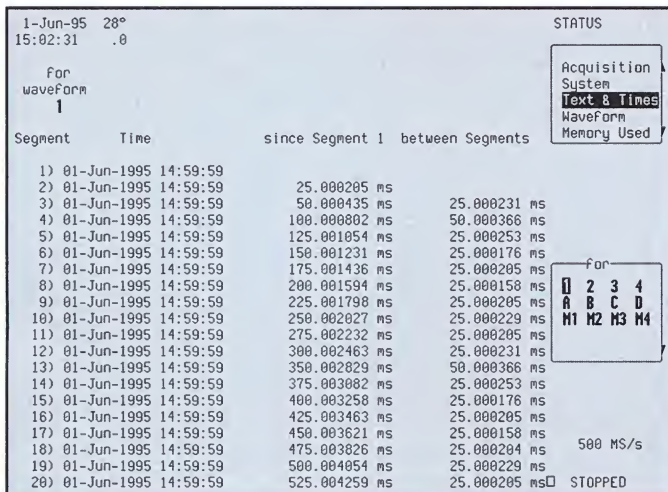 1-Jun-95 28°
15:02:31 .0
For
waveform
1
Segment Time since Segment 1 between Segments
1) 01-Jun-1995 14:59:59
2) 01-Jun-1995 14:59:59 25.000205 ms
3) 01-Jun-1995 14:59:59 50.000435 ms 25.000231 ms
4) 01-Jun-1995 14:59:59 100.000802 ms 50.000366 ms
5) 01-Jun-1995 14:59:59 125.001054 ms 25.000253 ms
6) 01-Jun-1995 14:59:59 150.001231 ms 25.000176 ms
7) 01-Jun-1995 14:59:59 175.001436 ms 25.000205 ms
8) 01-Jun-1995 14:59:59 200.001594 ms 25.000158 ms
9) 01-Jun-1995 14:59:59 225.001798 ms 25.000205 ms
10) 01-Jun-1995 14:59:59 250.002027 ms 25.000229 ms
11) 01-Jun-1995 14:59:59 275.002232 ms 25.000205 ms
12) 01-Jun-1995 14:59:59 300.002463 ms 25.000231 ms
13) 01-Jun-1995 14:59:59 350.002829 ms 50.000366 ms
14) 01-Jun-1995 14:59:59 375.003082 ms 25.000253 ms
15) 01-Jun-1995 14:59:59 400.003258 ms 25.000176 ms
16) 01-Jun-1995 14:59:59 425.003463 ms 25.000205 ms
17) 01-Jun-1995 14:59:59 450.003621 ms 25.000158 ms
18) 01-Jun-1995 14:59:59 475.003826 ms 25.000204 ms
19) 01-Jun-1995 14:59:59 500.004054 ms 25.000229 ms
20) 01-Jun-1995 14:59:59 525.004259 ms 25.000205 ms
STATUS
Acquisition
System
Text & Times
Waveform
Memory Used
For
1 2 3 4
A B C D
M1 M2 M3 M4
500 MS/s
STOPPED